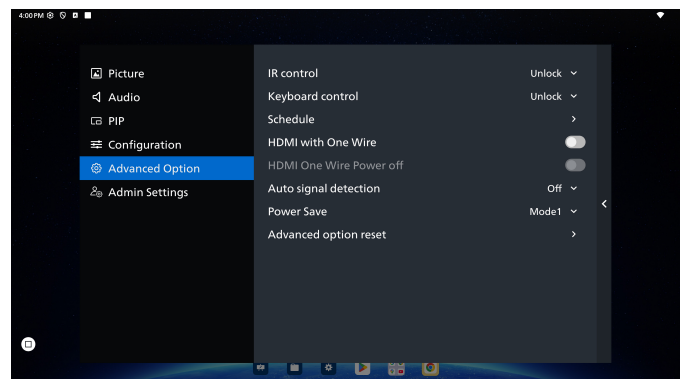 4:00 PM
Picture
Audio
PIP
Configuration
Advanced Option
Admin Settings
IR control Unlock
Keyboard control Unlock
Schedule
HDMI with One Wire
HDMI One Wire Power off
Auto signal detection Off
Power Save Mode1
Advanced option reset